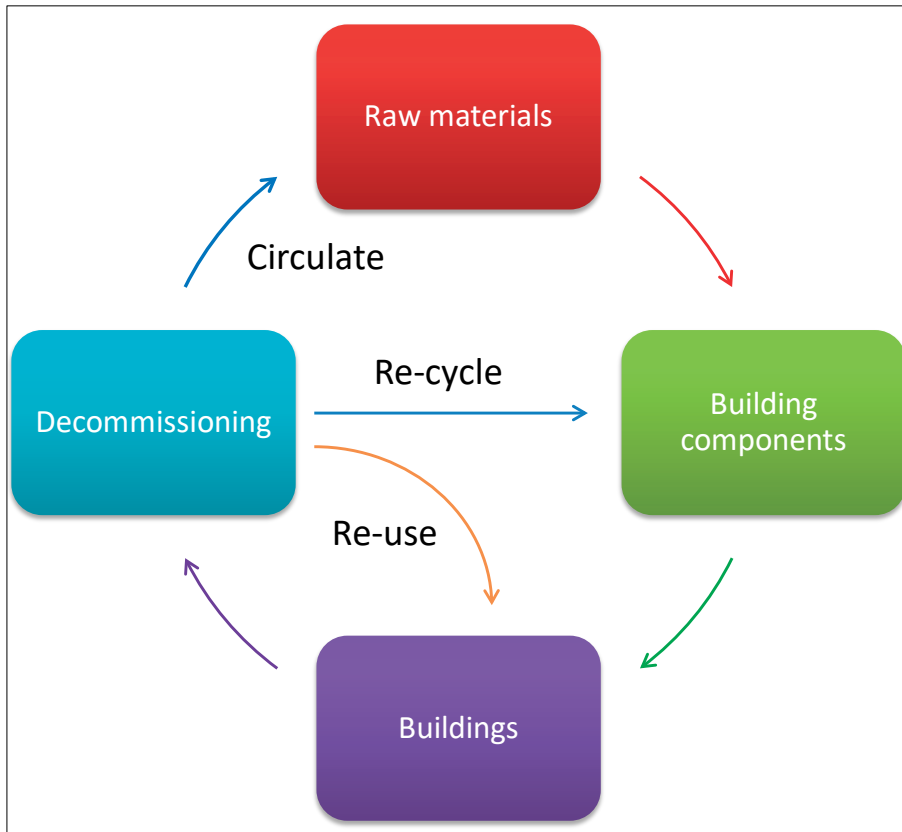 Raw materials
Circulate
Re-cycle
Decommissioning
Building
components
Re-use
Buildings